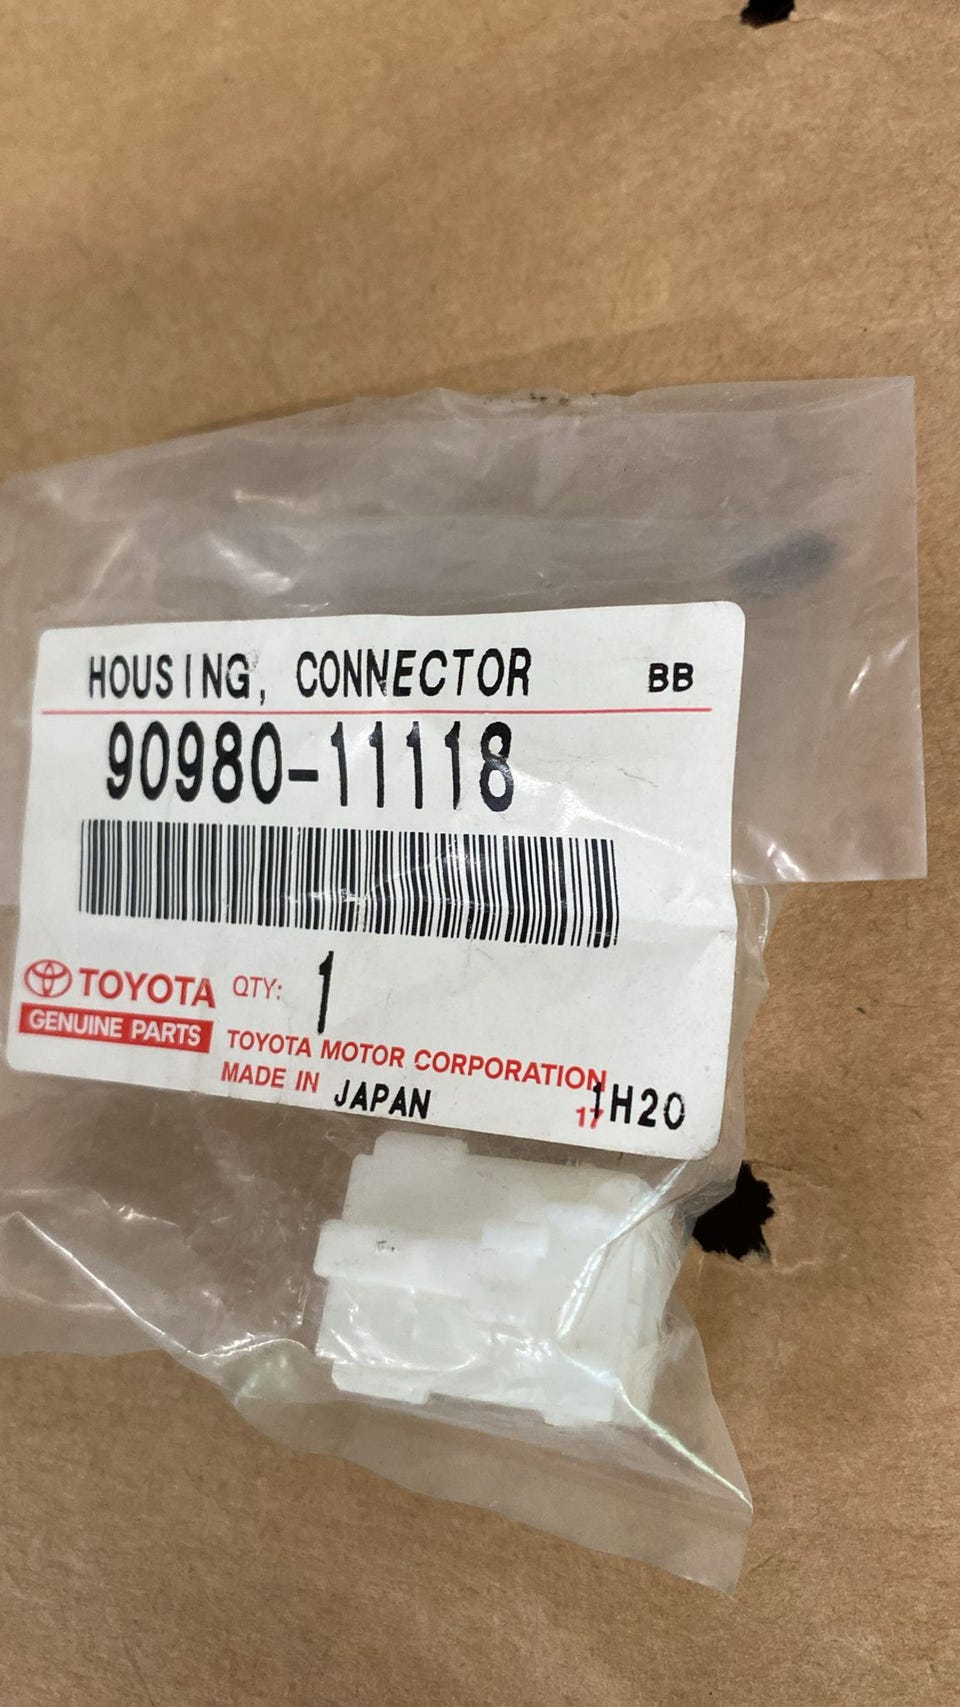 HOUSING, CONNECTOR BB
90980-11118
TOYOTA QTY: 1
GENUINE PARTS
TOYOTA MOTOR CORPORATION
MADE IN JAPAN 17 1H20